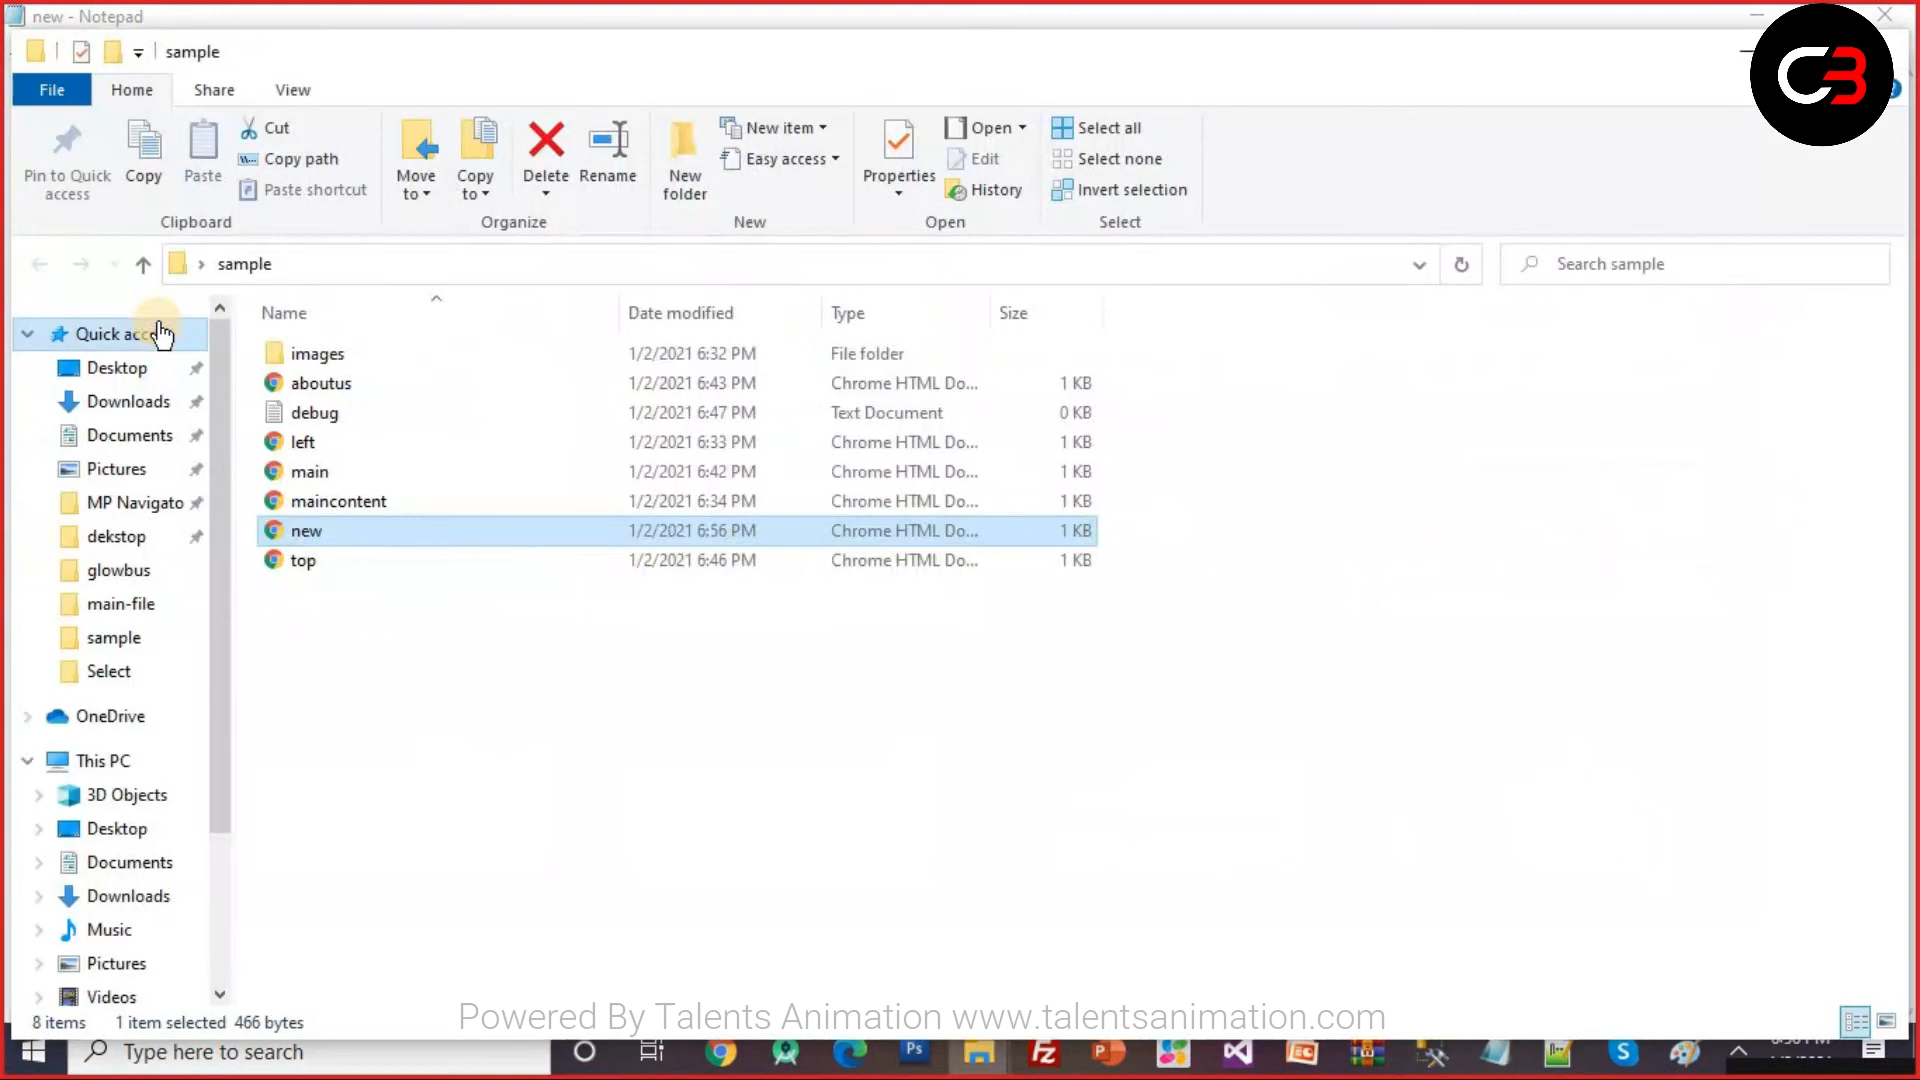 new - Notepad
sample
File Home Share View
Pin to Quick access
Copy
Paste
Cut
Copy path
Paste shortcut
Clipboard
Move to
Copy to
Delete
Rename
Organize
New folder
New item
Easy access
New
Properties
Open
Edit
History
Open
Select all
Select none
Invert selection
Select
sample
Search sample
Name Date modified Type Size
images 1/2/2021 6:32 PM File folder
aboutus 1/2/2021 6:43 PM Chrome HTML Do... 1 KB
debug 1/2/2021 6:47 PM Text Document 0 KB
left 1/2/2021 6:33 PM Chrome HTML Do... 1 KB
main 1/2/2021 6:42 PM Chrome HTML Do... 1 KB
maincontent 1/2/2021 6:34 PM Chrome HTML Do... 1 KB
new 1/2/2021 6:56 PM Chrome HTML Do... 1 KB
top 1/2/2021 6:46 PM Chrome HTML Do... 1 KB
Quick
Desktop
Downloads
Documents
Pictures
MP Navigato
dekstop
glowbus
main-file
sample
Select
OneDrive
This PC
3D Objects
Desktop
Documents
Downloads
Music
Pictures
Videos
8 items 1 item selected 466 bytes
Powered By Talents Animation www.talentsanimation.com
Type here to search